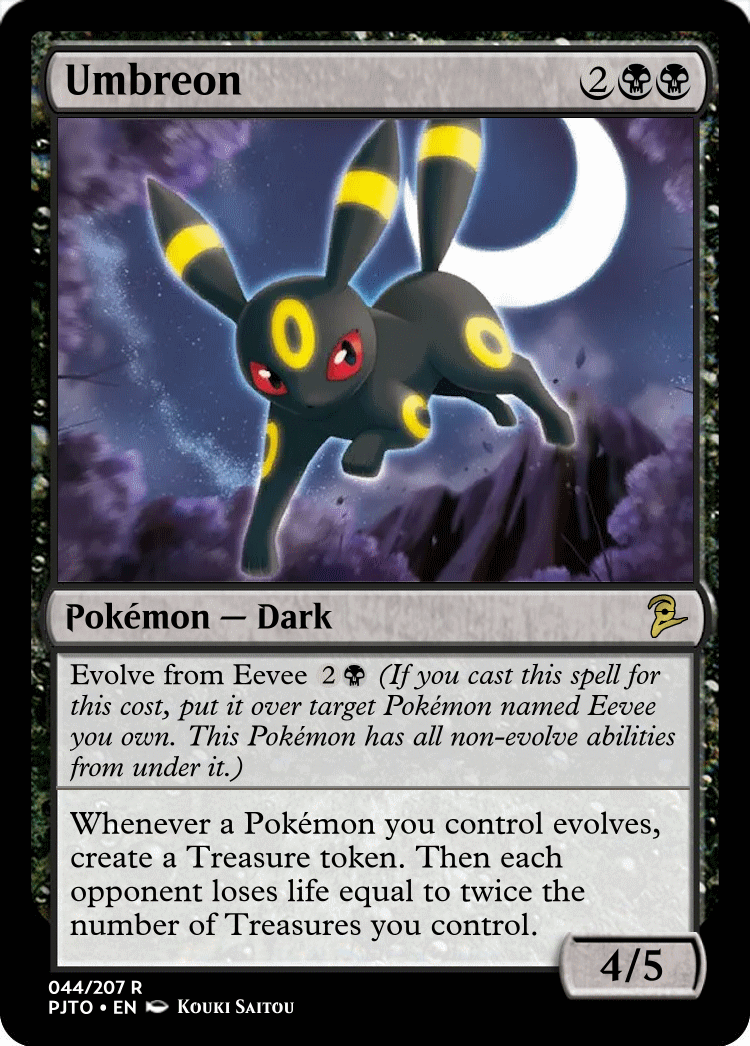 Umbreon 2
Pokémon — Dark
Evolve from Eevee 2 (If you cast this spell for
this cost, put it over target Pokémon named Eevee
you own. This Pokémon has all non-evolve abilities
from under it.)
Whenever a Pokémon you control evolves,
create a Treasure token. Then each
opponent loses life equal to twice the
number of Treasures you control.
4/5
044/207 R
PJTO • EN Kouki Saitou